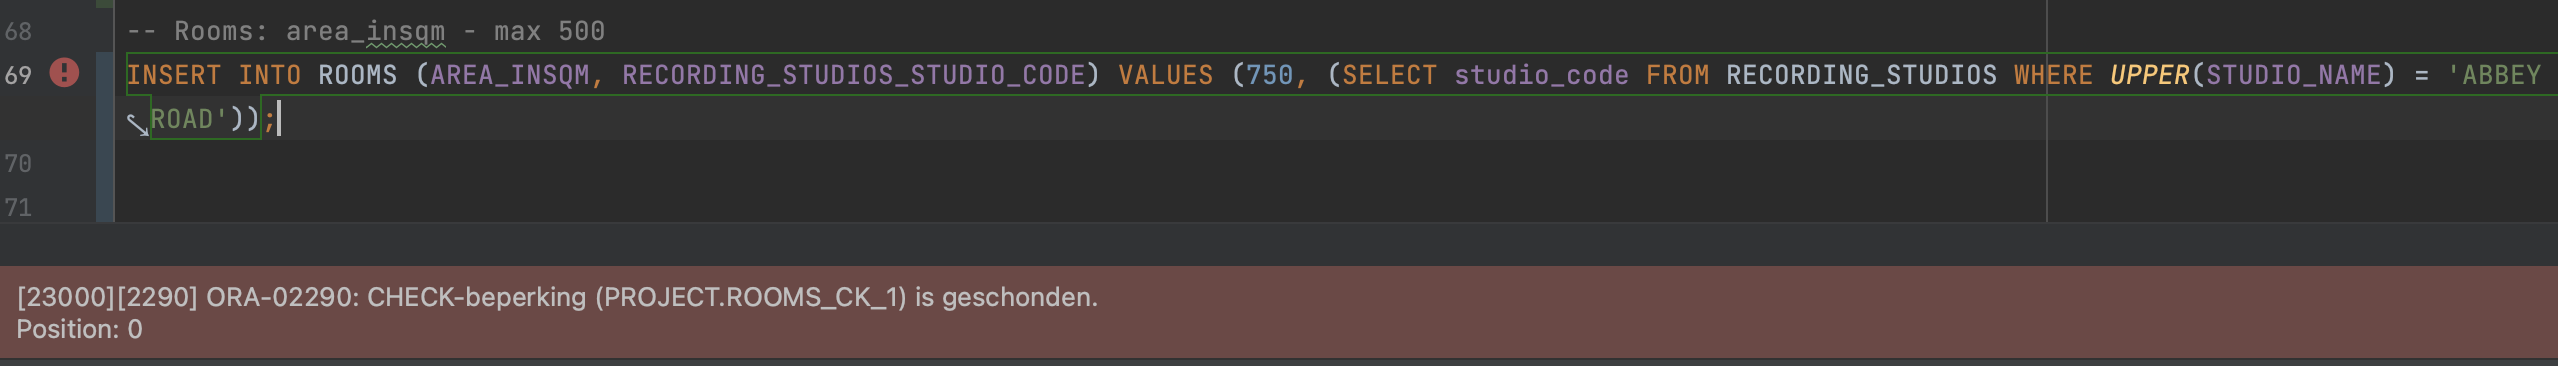 68 -- Rooms: area_insqm - max 500
69 INSERT INTO ROOMS (AREA_INSQM, RECORDING_STUDIOS_STUDIO_CODE) VALUES (750, (SELECT studio_code FROM RECORDING_STUDIOS WHERE UPPER(STUDIO_NAME) = 'ABBEY
ROAD'));
70
71
[23000][2290] ORA-02290: CHECK-beperking (PROJECT.ROOMS_CK_1) is geschonden.
Position: 0